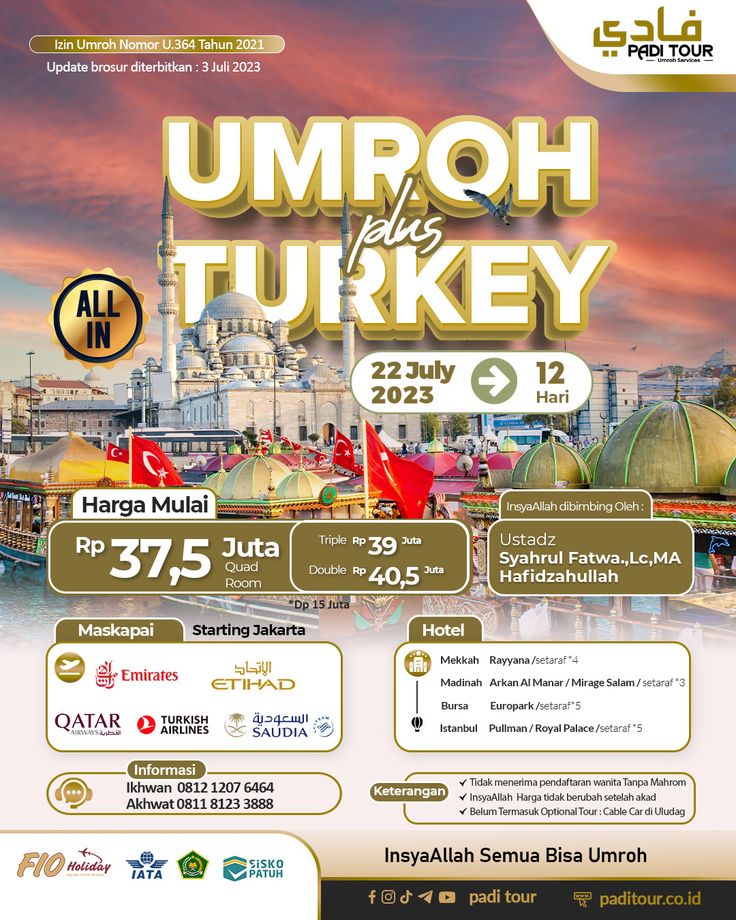 Izin Umroh Nomor U.364 Tahun 2021
Update brosur diterbitkan : 3 Juli 2023
فادي
PADI TOUR
Umroh Services
UMROH
plus
TURKEY
ALL
IN
22 July
2023
12
Hari
Harga Mulai
Rp 37,5 Juta
Quad
Room
Triple Rp 39 Juta
Double Rp 40,5 Juta
*Dp 15 Juta
InsyaAllah dibimbing Oleh :
Ustadz
Syahrul Fatwa.,Lc,MA
Hafidzahullah
Maskapai
Starting Jakarta
Emirates
الإتحاد
ETIHAD
QATAR
AIRWAYS القطرية
TURKISH
AIRLINES
السعودية
SAUDIA
Hotel
Mekkah Rayyana /setaraf *4
Madinah Arkan Al Manar / Mirage Salam / setaraf *3
Bursa Europark /setaraf*5
Istanbul Pullman / Royal Palace /setaraf *5
Informasi
Ikhwan 0812 1207 6464
Akhwat 0811 8123 3888
Keterangan
Tidak menerima pendaftaran wanita Tanpa Mahrom
InsyaAllah Harga tidak berubah setelah akad
Belum Termasuk Optional Tour : Cable Car di Uludag
FIO Holiday
IATA
SISKO
PATUH
InsyaAllah Semua Bisa Umroh
padi tour
paditour.co.id